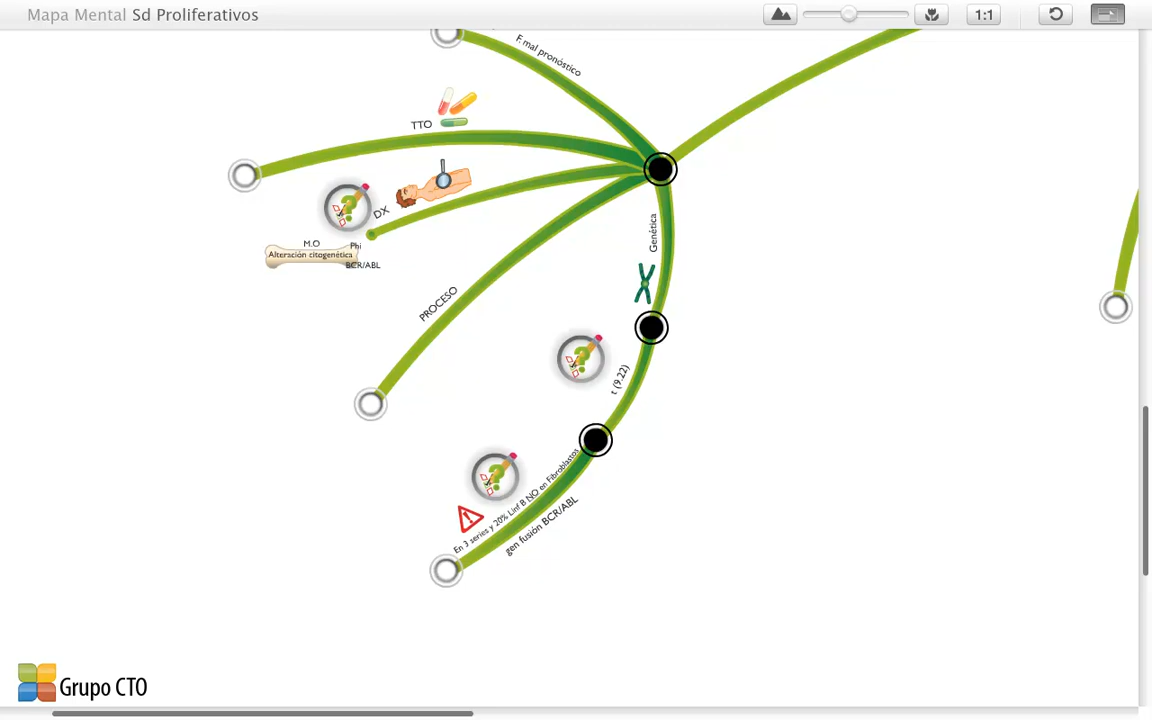 Mapa Mental Sd Proliferativos
1:1
F. mal pronóstico
TTO
DX
M.O
Phi
Alteración citogenética
BCR/ABL
Genética
PROCESO
t (9.22)
En 3 series y 20% Linf B NO en Fibroblastos
gen fusión BCR/ABL
Grupo CTO